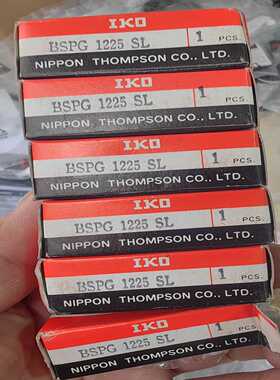 IKO
BSPG 1225 SL 1
PCS.
NIPPON THOMPSON CO., LTD.
IKO
BSPG 1225 SL 1
PCS.
NIPPON THOMPSON CO., LTD.
IKO
BSPG 1225 SL 1
PCS.
NIPPON THOMPSON CO., LTD.
IKO
BSPG 1225 SL 1
PCS.
NIPPON THOMPSON CO., LTD.
IKO
BSPG 1225 SL 1
PCS.
NIPPON THOMPSON CO., LTD.
IKO
BSPG 1225 SL 1
PCS.
NIPPON THOMPSON CO., LTD.